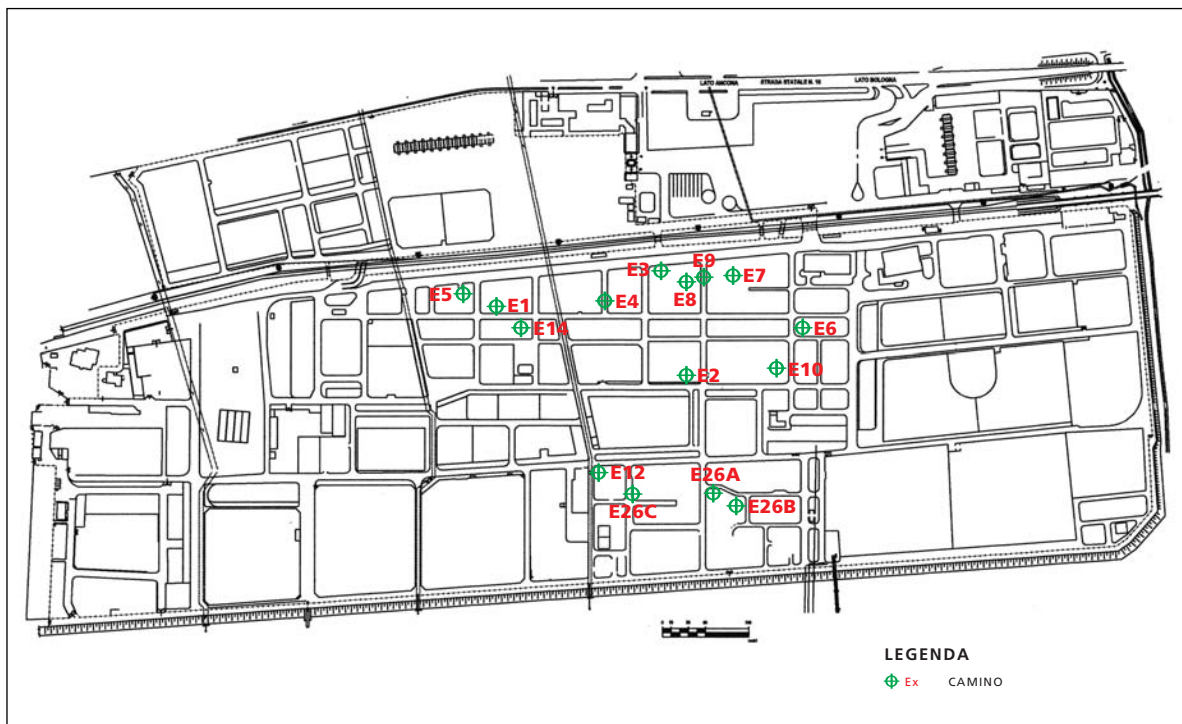 LATO ANCONA STRADA STATALE N. 16 LATO BOLOGNA
E3 E9 E7
E8
E5 E1 E4
E14 E6
E2 E10
E12 E26A
E26C E26B
LEGENDA
Ex CAMINO